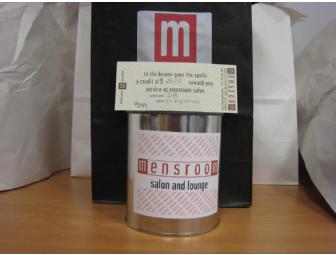 m
to the bearer goes the spoils
a credit of $ 25.00 toward any
service at mensroom salon
mensroom
mensroom
salon and lounge